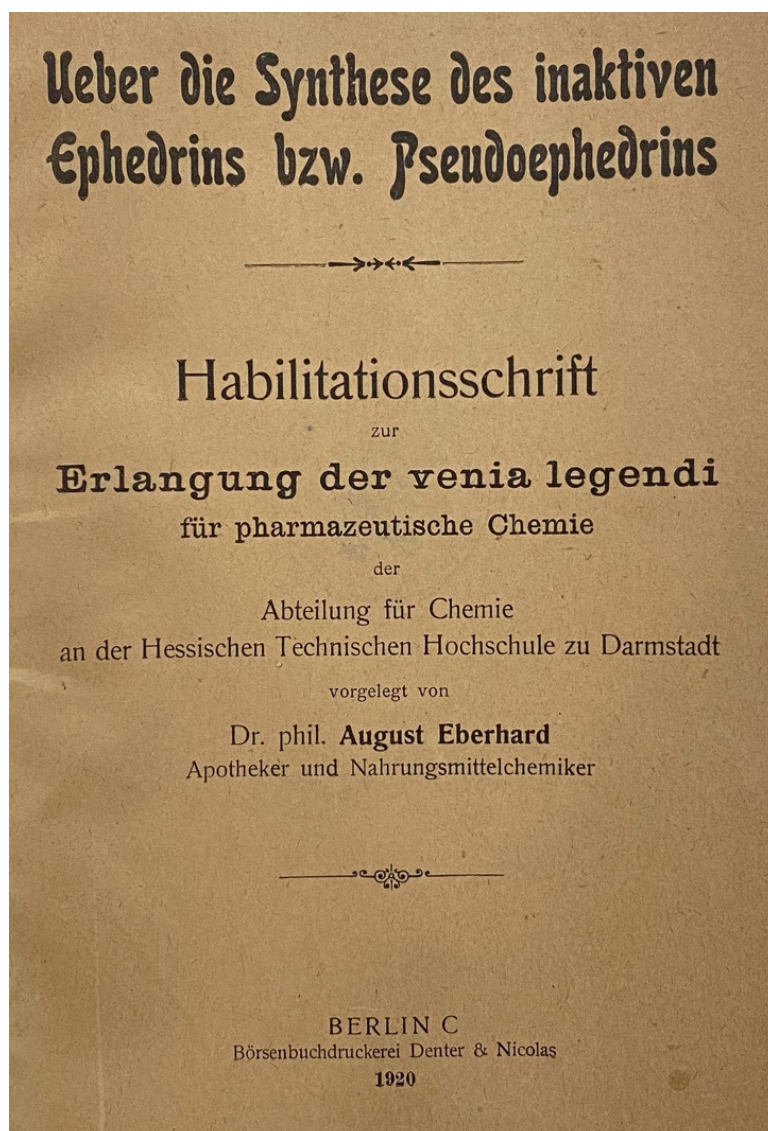 Ueber die Synthese des inaktiven
Ephedrins bzw. Pseudoephedrins
Habilitationsschrift
zur
Erlangung der venia legendi
für pharmazeutische Chemie
der
Abteilung für Chemie
an der Hessischen Technischen Hochschule zu Darmstadt
vorgelegt von
Dr. phil. August Eberhard
Apotheker und Nahrungsmittelchemiker
BERLIN C
Börsenbuchdruckerei Denter & Nicolas
1920